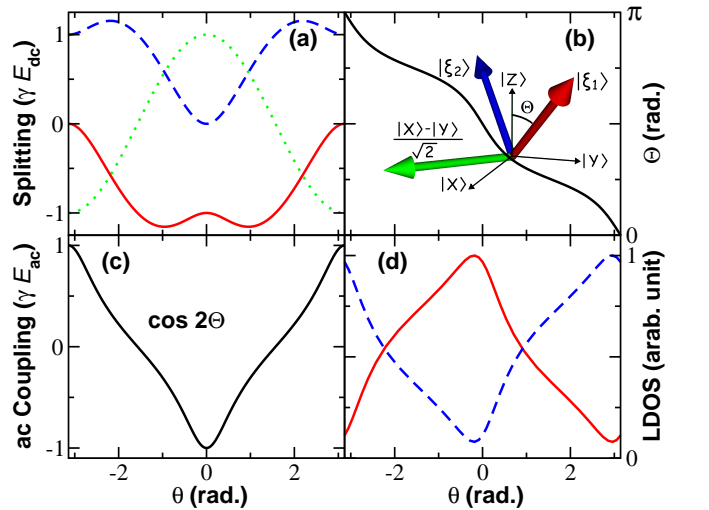 Splitting (γ E_dc)
1
0
-1
(a)
(b)
|ξ₂⟩
|Z⟩
|ξ₁⟩
Θ
|X⟩-|Y⟩
√2
|Y⟩
|X⟩
π
Θ (rad.)
0
ac Coupling (γ E_ac)
1
0
-1
(c)
cos 2Θ
-2 0 2
θ (rad.)
(d)
1
LDOS (arab. unit)
0
-2 0 2
θ (rad.)